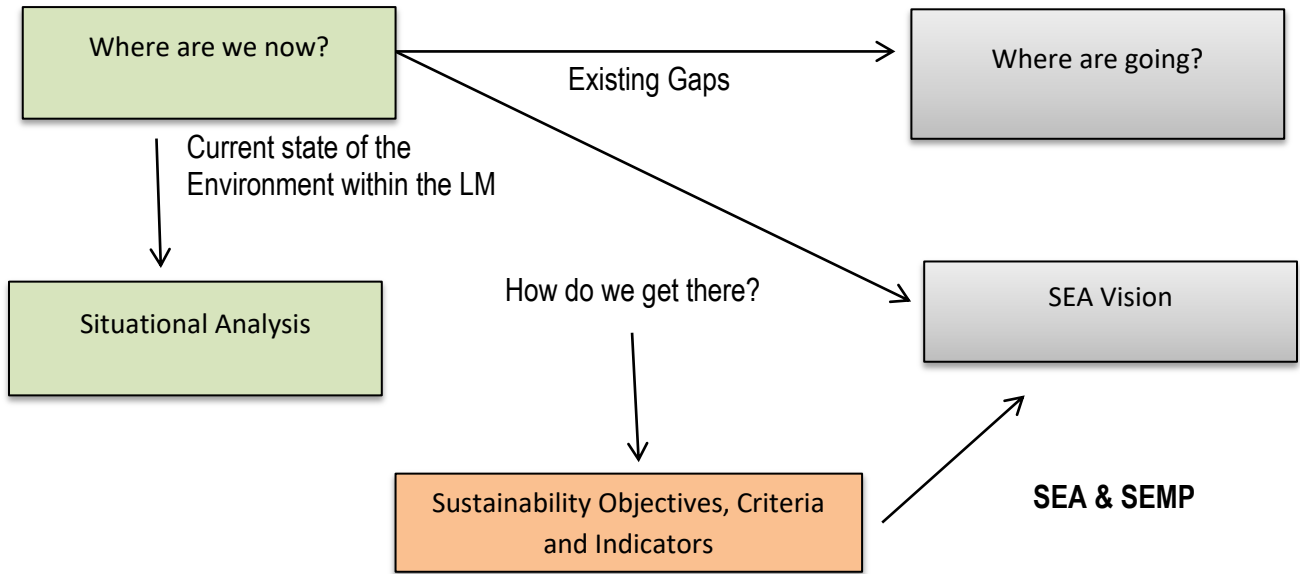 Where are we now?
Where are going?
Existing Gaps
Current state of the
Environment within the LM
How do we get there?
SEA Vision
Situational Analysis
Sustainability Objectives, Criteria
and Indicators
SEA & SEMP